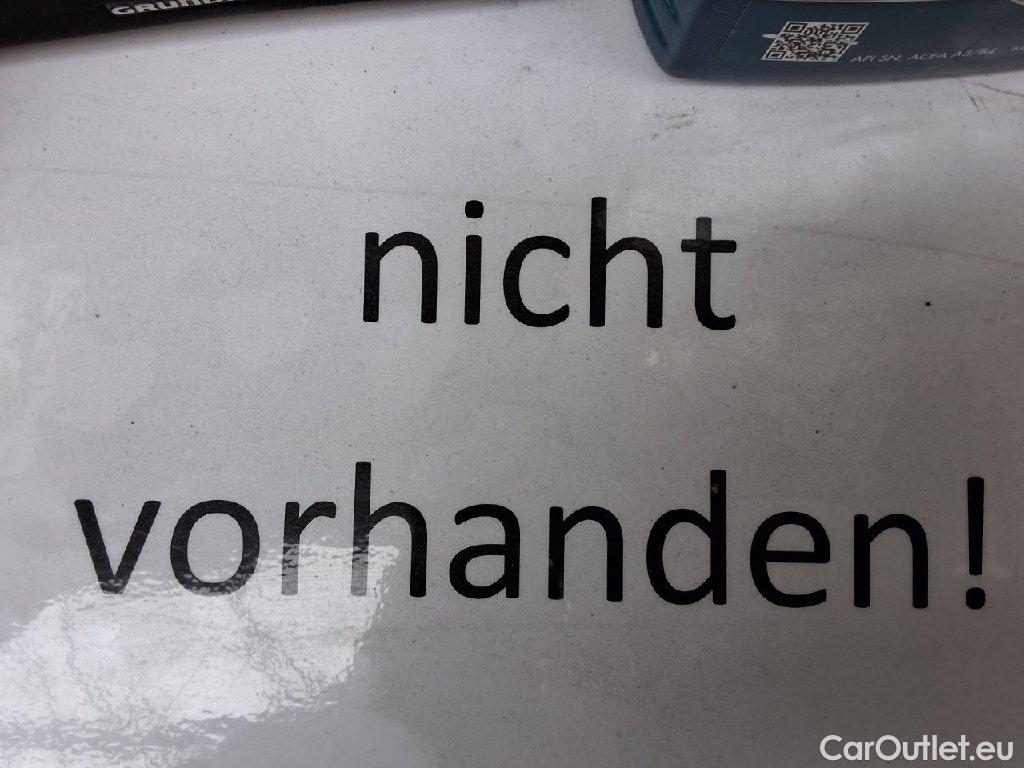 API SN, ACEA A3/B4
nicht
vorhanden!
CarOutlet.eu